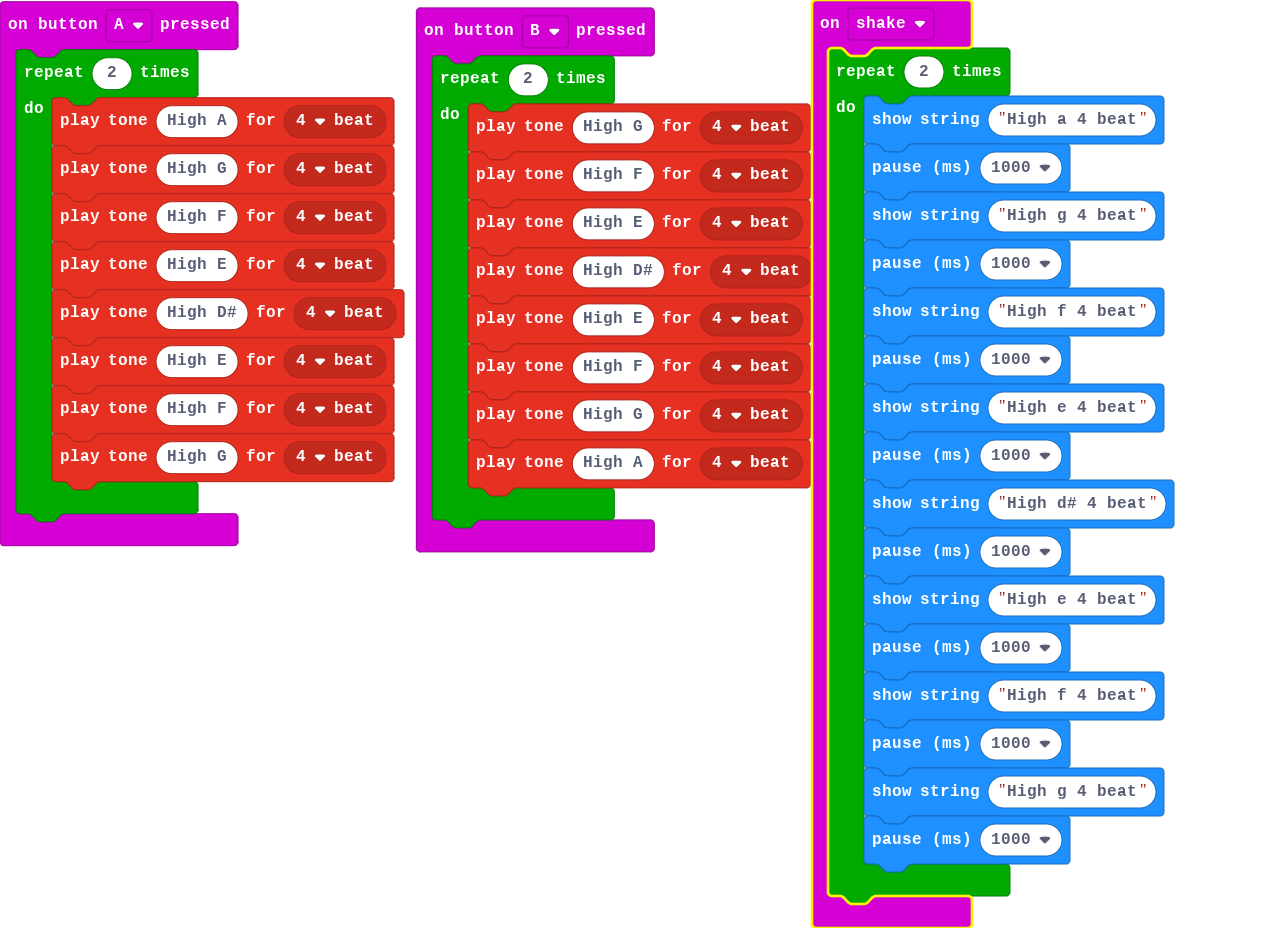 on button A pressed
repeat 2 times
do
play tone High A for 4 beat
play tone High G for 4 beat
play tone High F for 4 beat
play tone High E for 4 beat
play tone High D# for 4 beat
play tone High E for 4 beat
play tone High F for 4 beat
play tone High G for 4 beat
on button B pressed
repeat 2 times
do
play tone High G for 4 beat
play tone High F for 4 beat
play tone High E for 4 beat
play tone High D# for 4 beat
play tone High E for 4 beat
play tone High F for 4 beat
play tone High G for 4 beat
play tone High A for 4 beat
on shake
repeat 2 times
do
show string "High a 4 beat"
pause (ms) 1000
show string "High g 4 beat"
pause (ms) 1000
show string "High f 4 beat"
pause (ms) 1000
show string "High e 4 beat"
pause (ms) 1000
show string "High d# 4 beat"
pause (ms) 1000
show string "High e 4 beat"
pause (ms) 1000
show string "High f 4 beat"
pause (ms) 1000
show string "High g 4 beat"
pause (ms) 1000